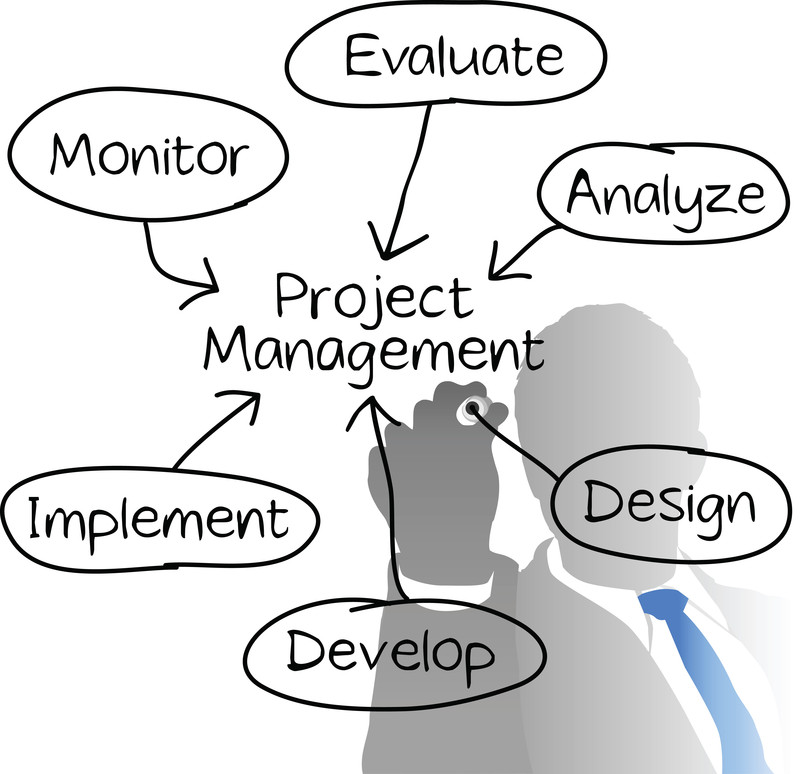 Evaluate
Monitor
Analyze
Project
Management
Implement
Design
Develop